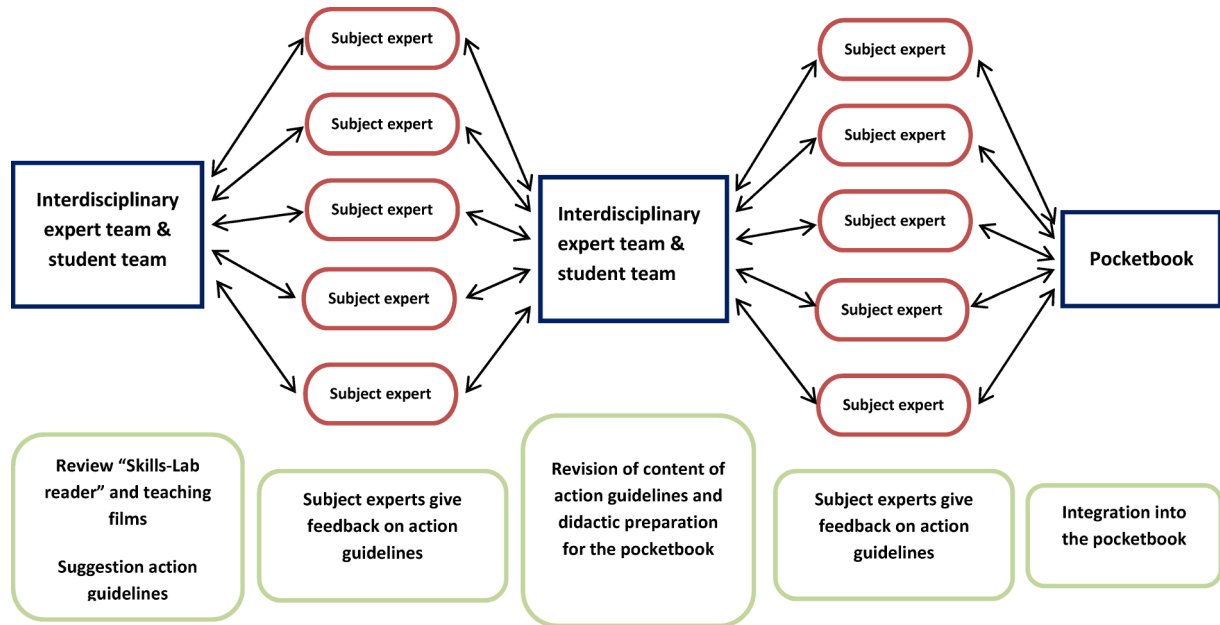 Subject expert
Subject expert
Subject expert
Subject expert
Subject expert
Interdisciplinary
expert team &
student team
Interdisciplinary
expert team &
student team
Subject expert
Subject expert
Subject expert
Subject expert
Subject expert
Pocketbook
Review “Skills-Lab
reader” and teaching
films
Suggestion action
guidelines
Subject experts give
feedback on action
guidelines
Revision of content of
action guidelines and
didactic preparation
for the pocketbook
Subject experts give
feedback on action
guidelines
Integration into
the pocketbook